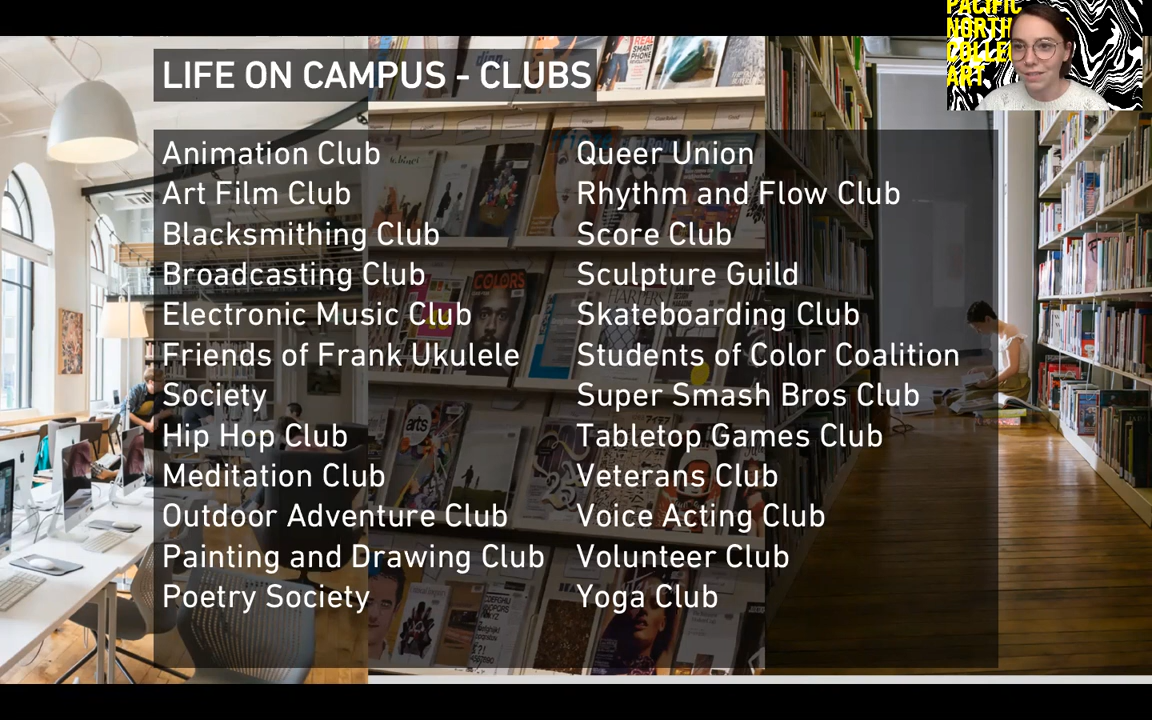 LIFE ON CAMPUS - CLUBS
Animation Club
Art Film Club
Blacksmithing Club
Broadcasting Club
Electronic Music Club
Friends of Frank Ukulele
Society
Hip Hop Club
Meditation Club
Outdoor Adventure Club
Painting and Drawing Club
Poetry Society
Queer Union
Rhythm and Flow Club
Score Club
Sculpture Guild
Skateboarding Club
Students of Color Coalition
Super Smash Bros Club
Tabletop Games Club
Veterans Club
Voice Acting Club
Volunteer Club
Yoga Club
PACIFIC
NORTH
COLLE
ART
COLORS
arts